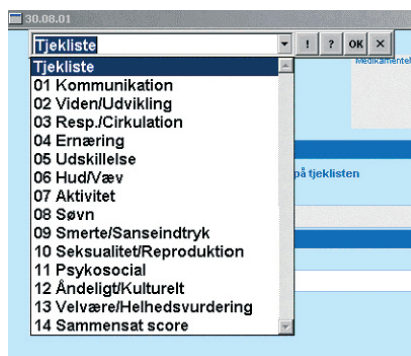 30.08.01
Tjekliste ! ? OK ×
Tjekliste
Medikamentel
01 Kommunikation
02 Viden/Udvikling
03 Resp./Cirkulation
04 Ernæring
05 Udskillelse
06 Hud/Væv på tjeklisten
07 Aktivitet
08 Søvn
09 Smerte/Sanseindtryk
10 Seksualitet/Reproduktion
11 Psykosocial
12 Åndeligt/Kulturelt
13 Velvære/Helhedsvurdering
14 Sammensat score